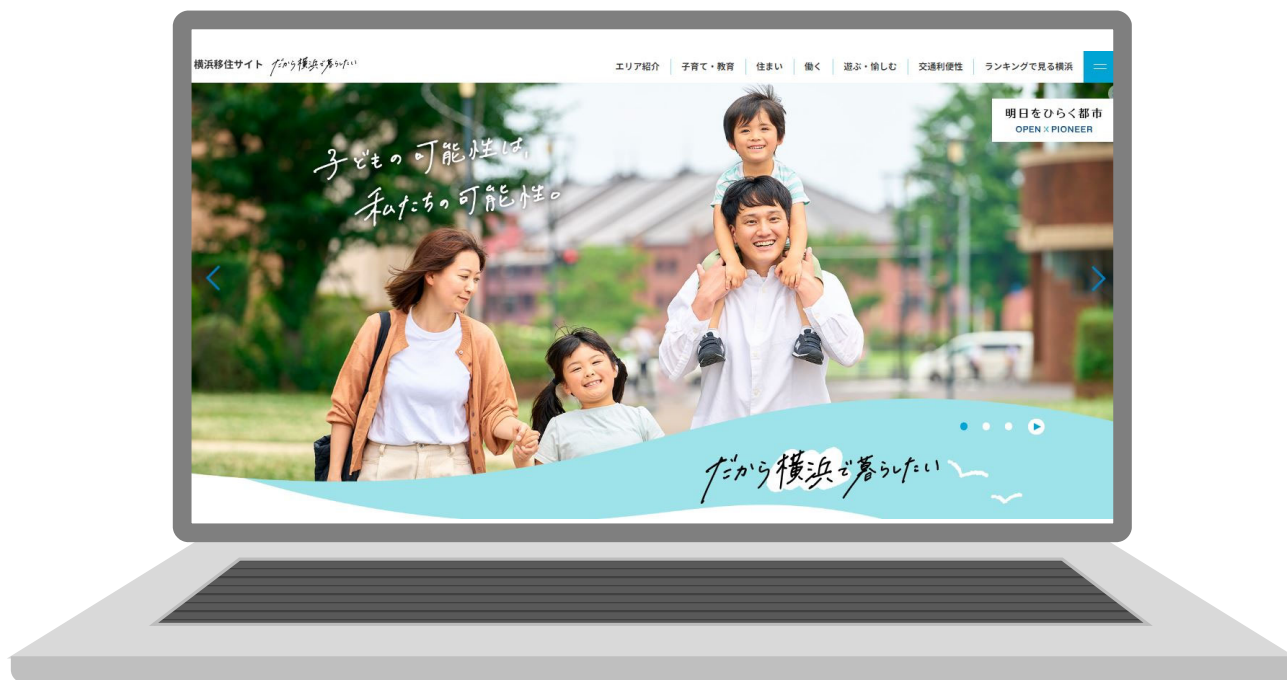 横浜移住サイト だから横浜で暮らしたい
エリア紹介 子育て・教育 住まい 働く 遊ぶ・愉しむ 交通利便性 ランキングで見る横浜
明日をひらく都市
OPEN×PIONEER
子どもの可能性は、
私たちの可能性。
だから横浜で暮らしたい